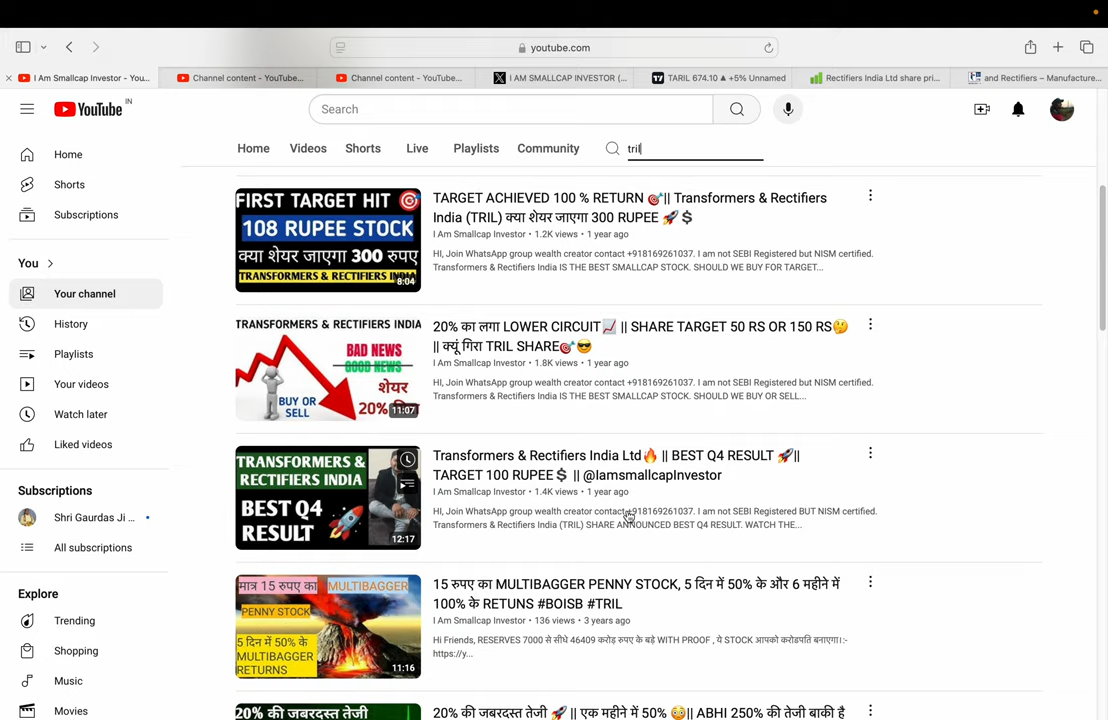 youtube.com
I Am Smallcap Investor - You...
Channel content - YouTube...
Channel content - YouTube...
I AM SMALLCAP INVESTOR (...
TARIL 674.10 ▲ +5% Unnamed
Rectifiers India Ltd share pri...
and Rectifiers – Manufacture...
YouTube IN
Search
Home
Shorts
Subscriptions
You
Your channel
History
Playlists
Your videos
Watch later
Liked videos
Subscriptions
Shri Gaurdas Ji ...
All subscriptions
Explore
Trending
Shopping
Music
Movies
Home Videos Shorts Live Playlists Community tril
FIRST TARGET HIT 🎯
108 RUPEE STOCK
क्या शेयर जाएगा 300 रुपए
TRANSFORMERS & RECTIFIERS INDIA
8:04
TARGET ACHIEVED 100 % RETURN 🎯|| Transformers & Rectifiers
India (TRIL) क्या शेयर जाएगा 300 RUPEE 🚀💲
I Am Smallcap Investor • 1.2K views • 1 year ago
HI, Join WhatsApp group wealth creator contact +918169261037. I am not SEBI Registered but NISM certified.
Transformers & Rectifiers India IS THE BEST SMALLCAP STOCK. SHOULD WE BUY FOR TARGET...
TRANSFORMERS & RECTIFIERS INDIA
BAD NEWS
GOOD NEWS
शेयर
BUY OR
SELL
20%
11:07
20% का लगा LOWER CIRCUIT📈 || SHARE TARGET 50 RS OR 150 RS🤔
|| क्यूं गिरा TRIL SHARE🎯😎
I Am Smallcap Investor • 1.8K views • 1 year ago
HI, Join WhatsApp group wealth creator contact +918169261037. I am not SEBI Registered but NISM certified.
Transformers & Rectifiers India IS THE BEST SMALLCAP STOCK. SHOULD WE BUY OR SELL...
TRANSFORMERS &
RECTIFIERS INDIA
BEST Q4
RESULT
12:17
Transformers & Rectifiers India Ltd🔥 || BEST Q4 RESULT 🚀||
TARGET 100 RUPEE💲 || @IamsmallcapInvestor
I Am Smallcap Investor • 1.4K views • 1 year ago
HI, Join WhatsApp group wealth creator contact +918169261037. I am not SEBI Registered BUT NISM certified.
Transformers & Rectifiers India (TRIL) SHARE ANNOUNCED BEST Q4 RESULT. WATCH THE...
मात्र 15 रुपए का MULTIBAGGER
PENNY STOCK
5 दिन में 50% के
MULTIBAGGER
RETURNS
11:16
15 रुपए का MULTIBAGGER PENNY STOCK, 5 दिन में 50% के और 6 महीने में
100% के RETUNS #BOISB #TRIL
I Am Smallcap Investor • 136 views • 3 years ago
Hi Friends, RESERVES 7000 से सीधे 46409 करोड़ रुपए के बड़े WITH PROOF , ये STOCK आपको करोडपति बनाएगा।:-
https://y...
20% की जबरदस्त तेजी
20% की जबरदस्त तेजी 🚀 || एक महीने में 50% 😳|| ABHI 250% की तेजी बाकी है